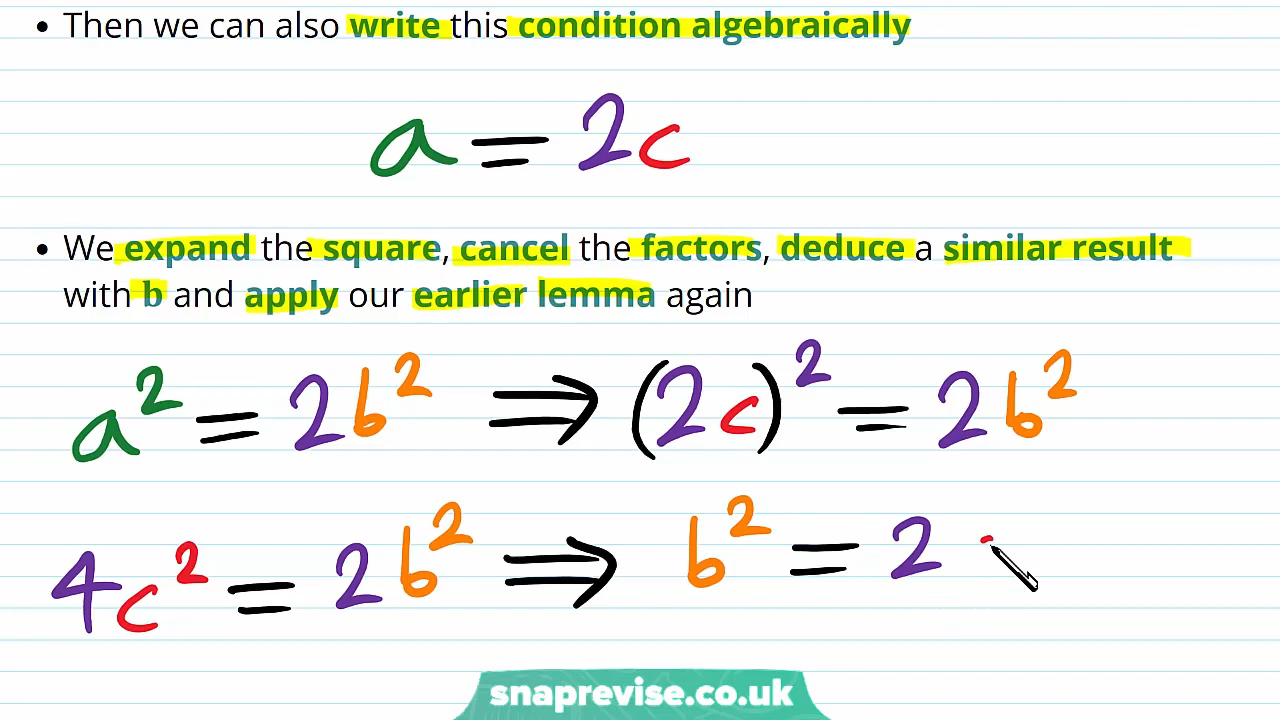 • Then we can also write this condition algebraically
a = 2c
• We expand the square, cancel the factors, deduce a similar result
with b and apply our earlier lemma again
a² = 2b² ⇒ (2c)² = 2b²
4c² = 2b² ⇒ b² = 2
snaprevise.co.uk